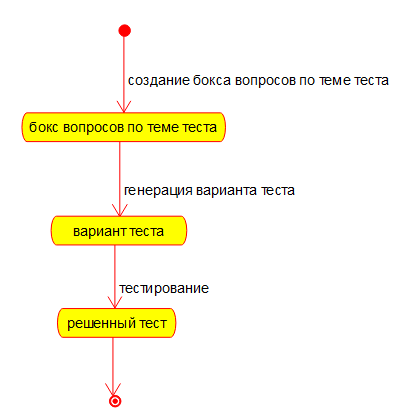 создание бокса вопросов по теме теста
бокс вопросов по теме теста
генерация варианта теста
вариант теста
тестирование
решенный тест